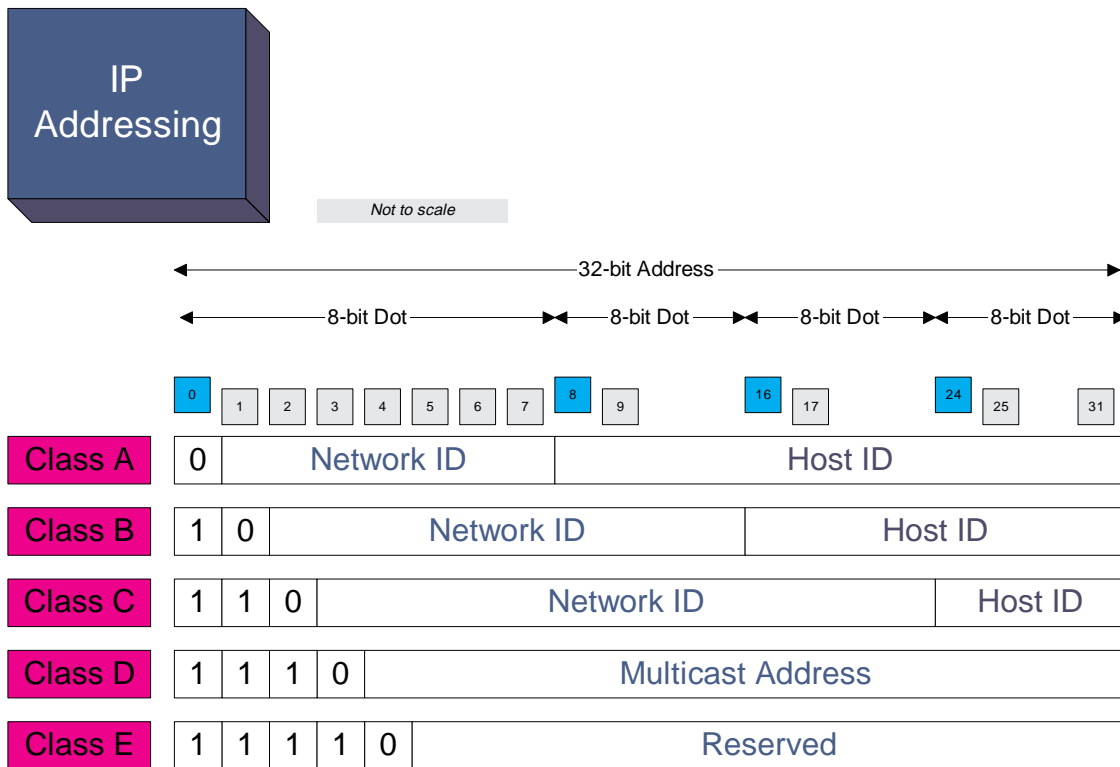 IP
Addressing
Not to scale
32-bit Address
8-bit Dot 8-bit Dot 8-bit Dot 8-bit Dot
0 1 2 3 4 5 6 7 8 9 16 17 24 25 31
Class A 0 Network ID Host ID
Class B 1 0 Network ID Host ID
Class C 1 1 0 Network ID Host ID
Class D 1 1 1 0 Multicast Address
Class E 1 1 1 1 0 Reserved